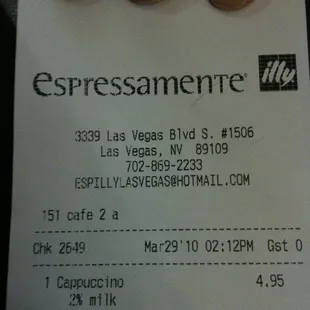 espressamente illy
3339 Las Vegas Blvd S. #1506
Las Vegas, NV 89109
702-869-2233
ESPILLYLASVEGAS@HOTMAIL.COM
151 cafe 2 a
Chk 2649 Mar29'10 02:12PM Gst 0
1 Cappuccino 4.95
2% milk